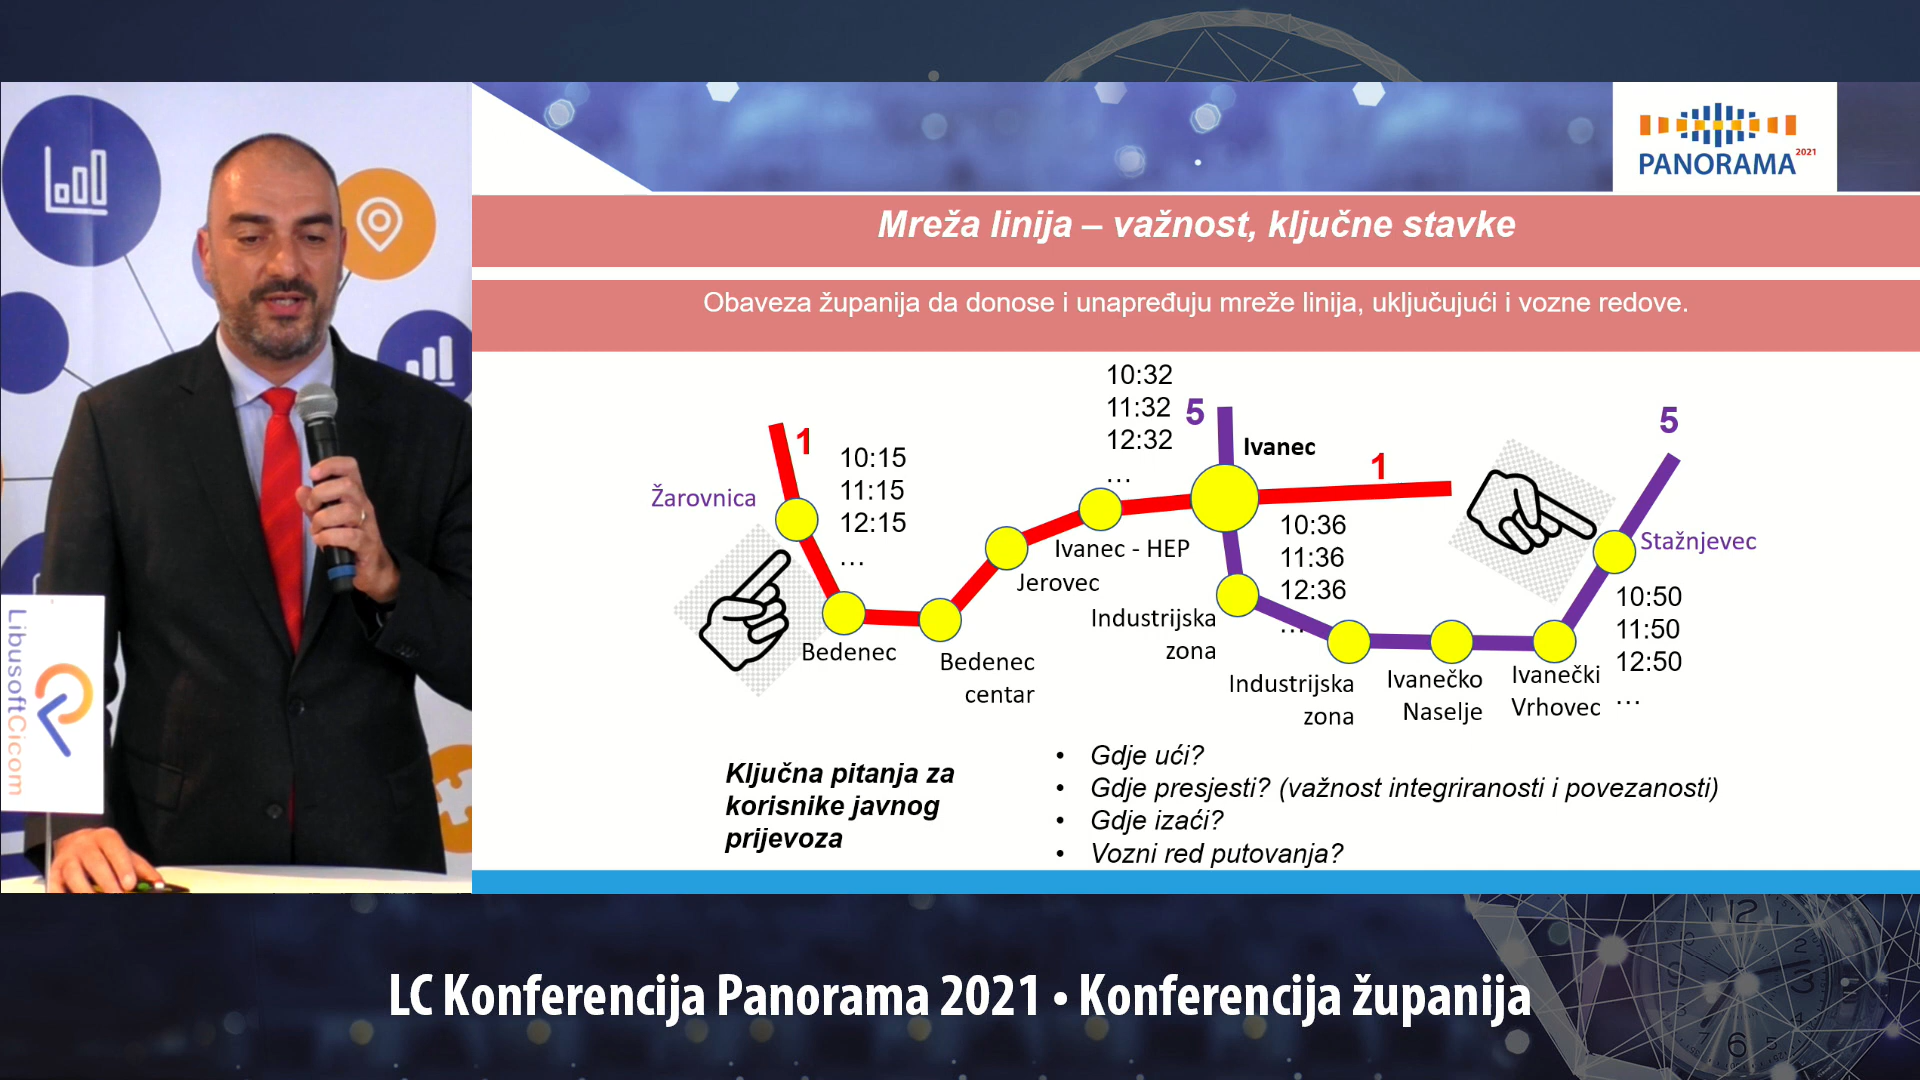 PANORAMA 2021
Mreža linija – važnost, ključne stavke
Obaveza županija da donose i unapređuju mreže linija, uključujući i vozne redove.
1
Žarovnica
10:15
11:15
12:15
...
Bedenec
Bedenec
centar
Jerovec
10:32
11:32
12:32
...
Ivanec - HEP
5
Ivanec
1
10:36
11:36
12:36
...
Industrijska
zona
Industrijska
zona
Ivanečko
Naselje
Ivanečki
Vrhovec
5
Stažnjevec
10:50
11:50
12:50
...
Ključna pitanja za
korisnike javnog
prijevoza
• Gdje ući?
• Gdje presjesti? (važnost integriranosti i povezanosti)
• Gdje izaći?
• Vozni red putovanja?
LibusoftCicom
LC Konferencija Panorama 2021 • Konferencija županija